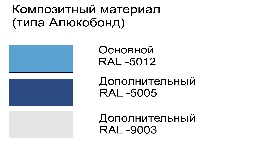 Композитный материал
(типа Алюкобонд)
Основной
RAL -5012
Дополнительный
RAL -5005
Дополнительный
RAL -9003